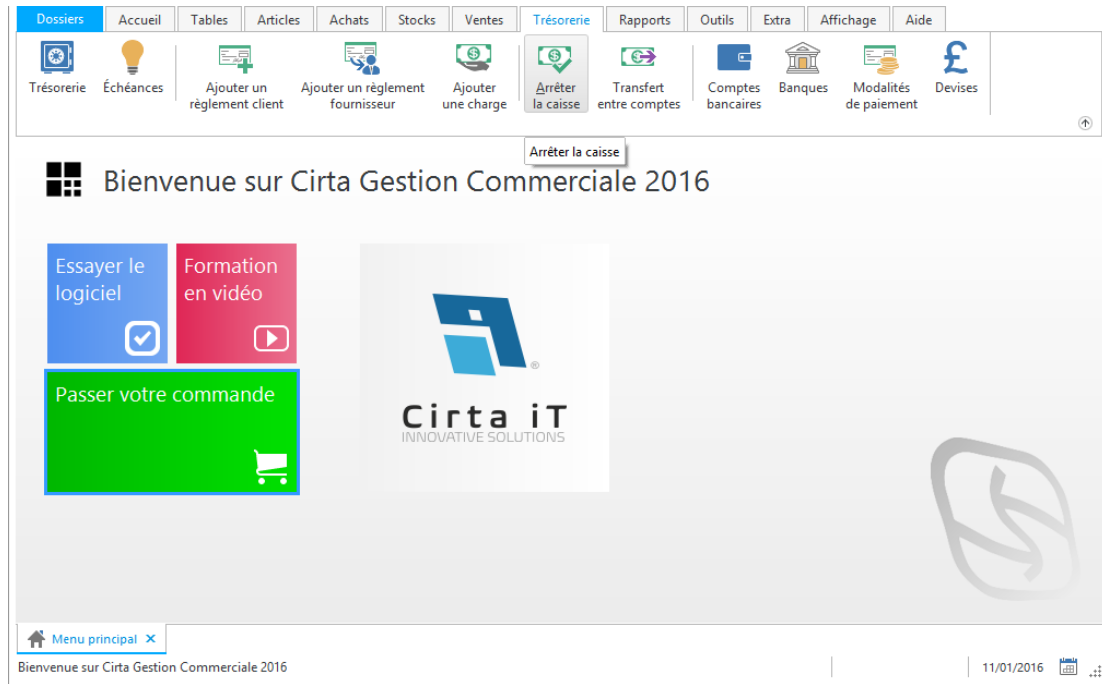 Dossiers Accueil Tables Articles Achats Stocks Ventes Trésorerie Rapports Outils Extra Affichage Aide
Trésorerie Échéances Ajouter un Ajouter un règlement Ajouter Arrêter Transfert Comptes Banques Modalités Devises
règlement client fournisseur une charge la caisse entre comptes bancaires de paiement
Arrêter la caisse
Bienvenue sur Cirta Gestion Commerciale 2016
Essayer le
logiciel
Formation
en vidéo
Passer votre commande
Cirta iT
INNOVATIVE SOLUTIONS
Menu principal
Bienvenue sur Cirta Gestion Commerciale 2016 11/01/2016